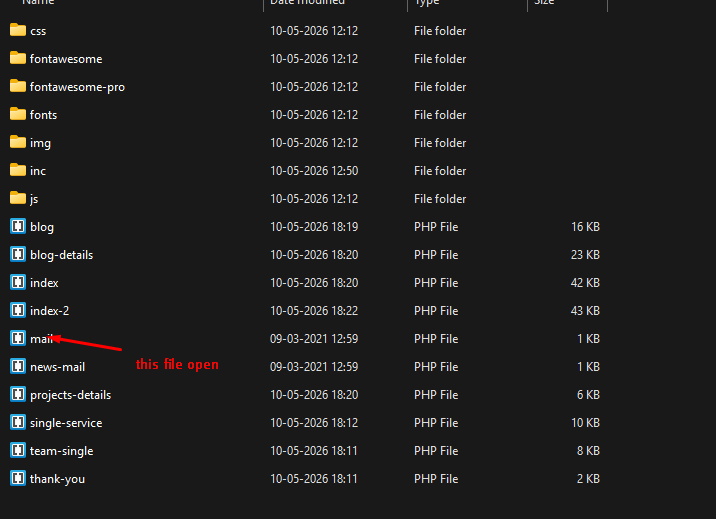 Name Date modified Type Size
css 10-05-2026 12:12 File folder
fontawesome 10-05-2026 12:12 File folder
fontawesome-pro 10-05-2026 12:12 File folder
fonts 10-05-2026 12:12 File folder
img 10-05-2026 12:12 File folder
inc 10-05-2026 12:50 File folder
js 10-05-2026 12:12 File folder
blog 10-05-2026 18:19 PHP File 16 KB
blog-details 10-05-2026 18:20 PHP File 23 KB
index 10-05-2026 18:20 PHP File 42 KB
index-2 10-05-2026 18:22 PHP File 43 KB
mail 09-03-2021 12:59 PHP File 1 KB
this file open
news-mail 09-03-2021 12:59 PHP File 1 KB
projects-details 10-05-2026 18:20 PHP File 6 KB
single-service 10-05-2026 18:12 PHP File 10 KB
team-single 10-05-2026 18:11 PHP File 8 KB
thank-you 10-05-2026 18:11 PHP File 2 KB